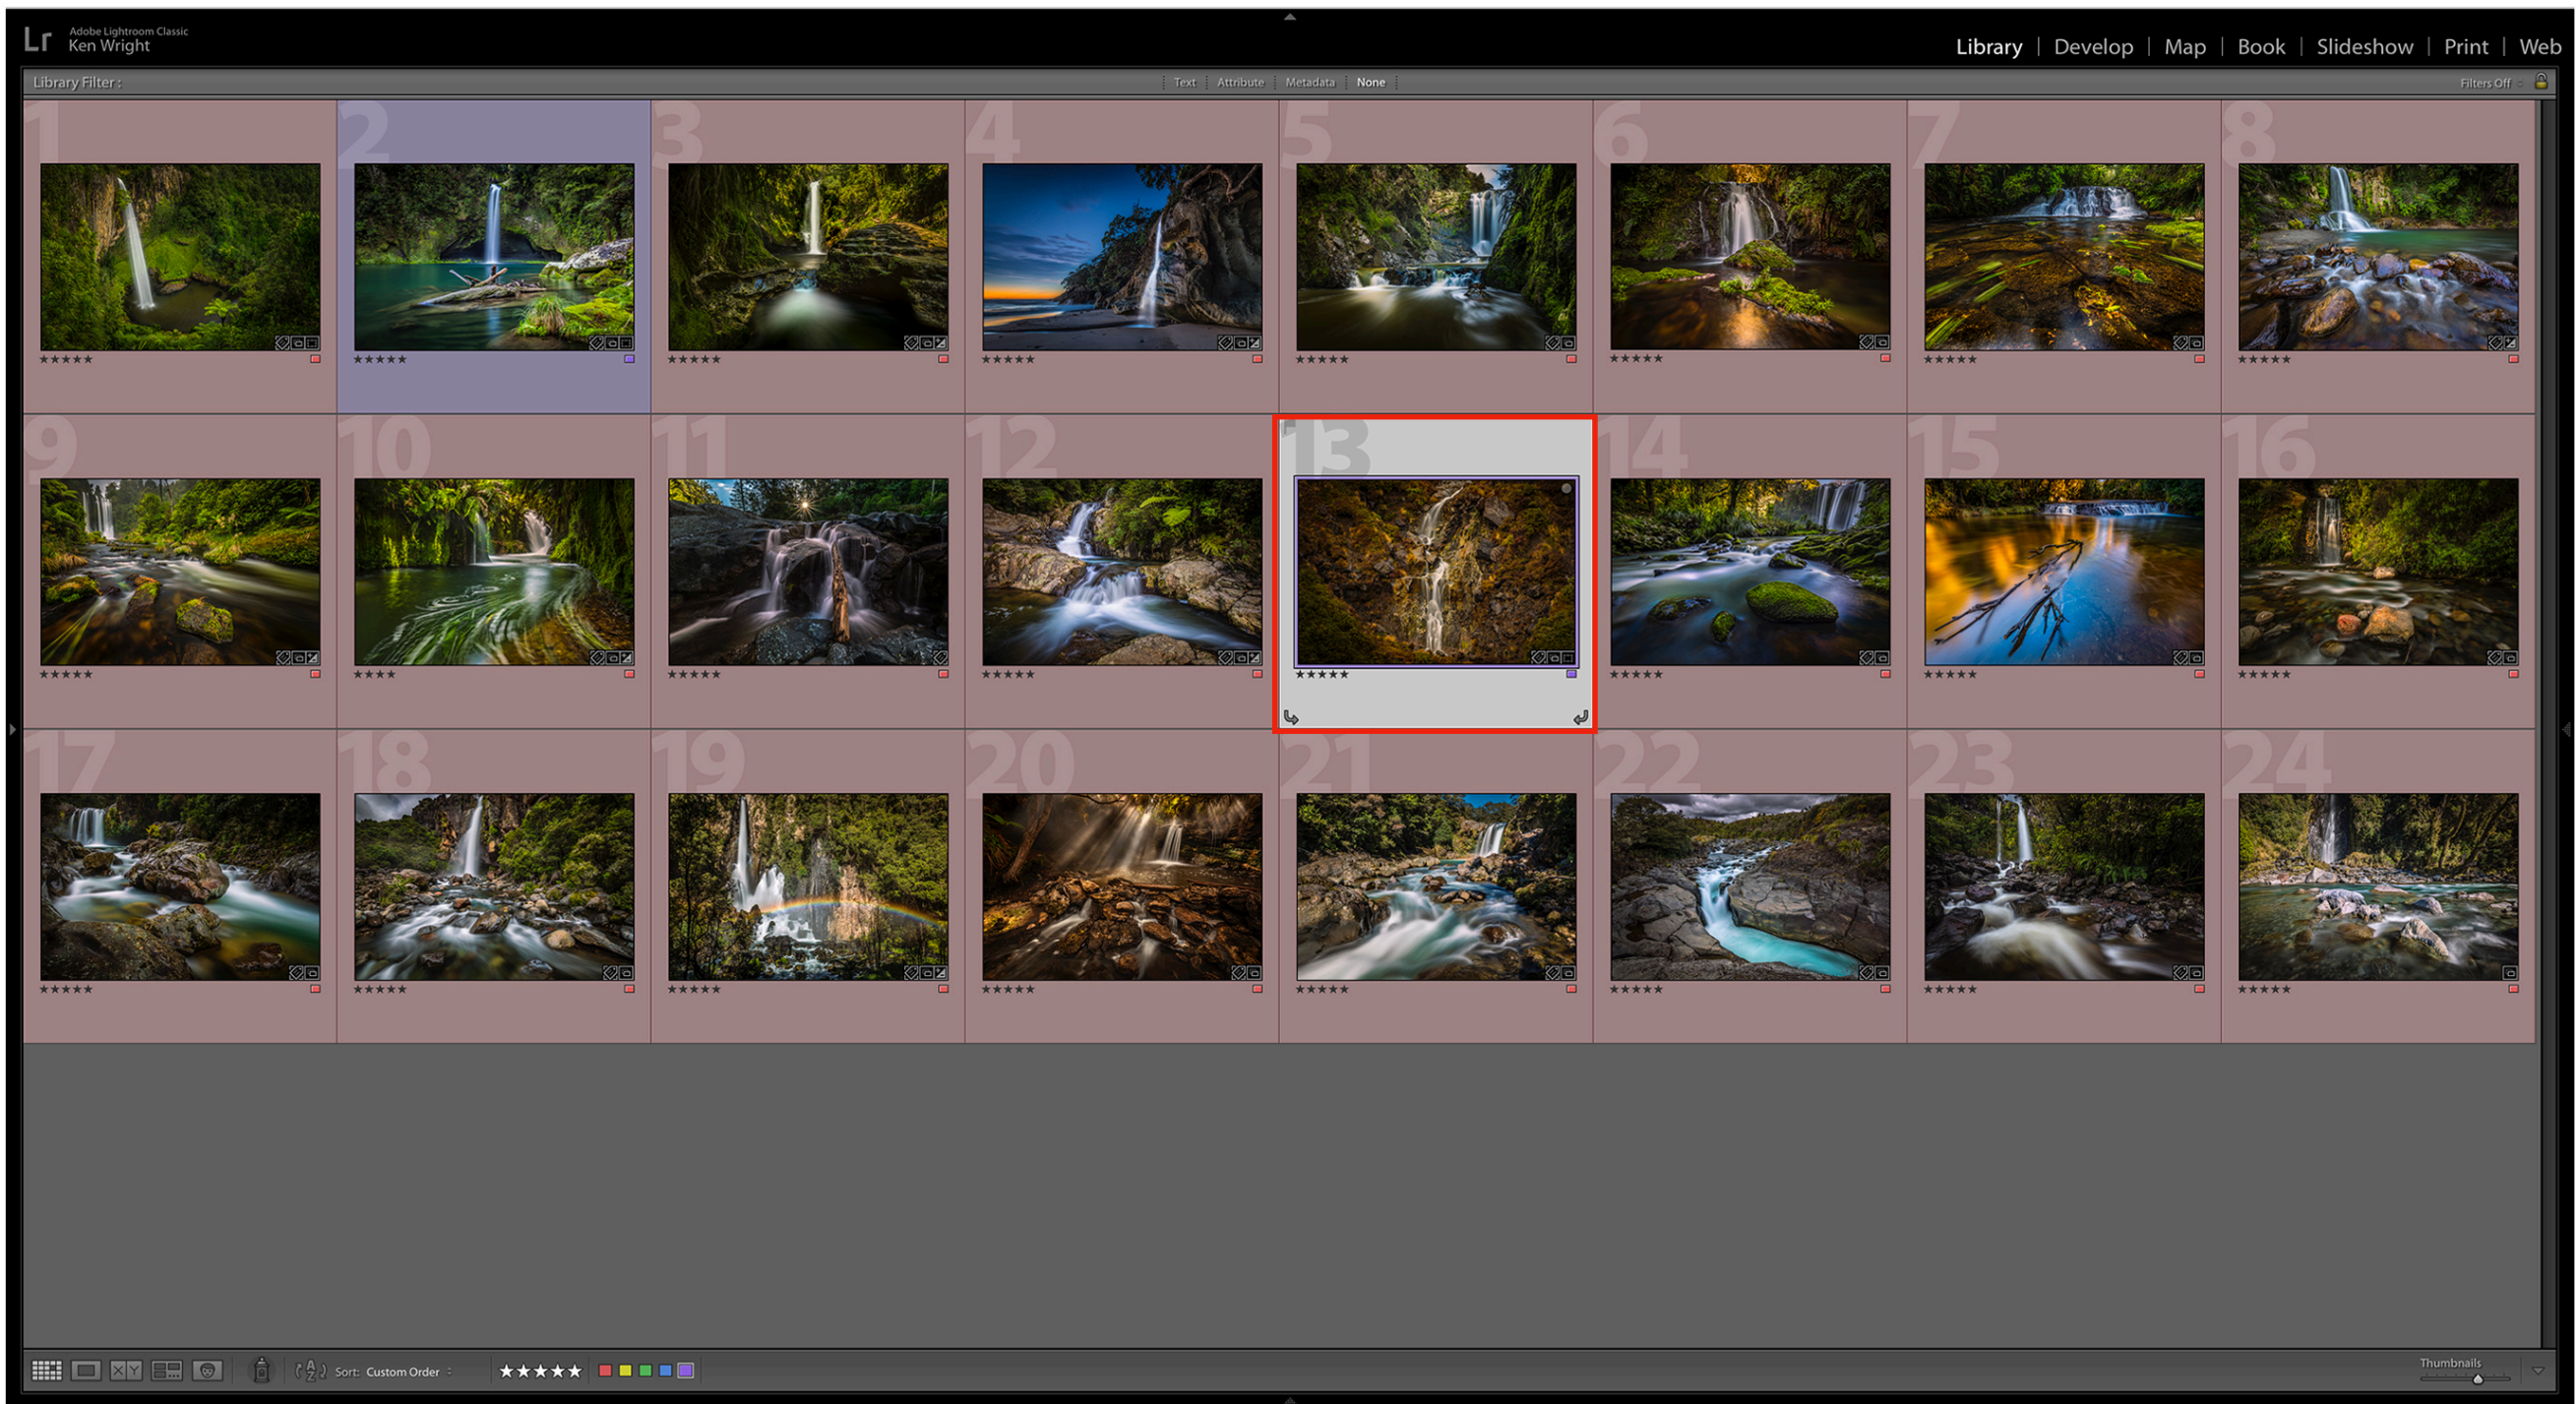 Lr
Adobe Lightroom Classic
Ken Wright
Library | Develop | Map | Book | Slideshow | Print | Web
Library Filter :
Text Attribute Metadata None
Filters Off
1 2 3 4 5 6 7 8
★★★★★ ★★★★★ ★★★★★ ★★★★★ ★★★★★ ★★★★★ ★★★★★ ★★★★★
9 10 11 12 13 14 15 16
★★★★★ ★★★★ ★★★★★ ★★★★★ ★★★★★ ★★★★★ ★★★★★ ★★★★★
17 18 19 20 21 22 23 24
★★★★★ ★★★★★ ★★★★★ ★★★★★ ★★★★★ ★★★★★ ★★★★★ ★★★★★
X Y
A Z Sort: Custom Order ★★★★★
Thumbnails